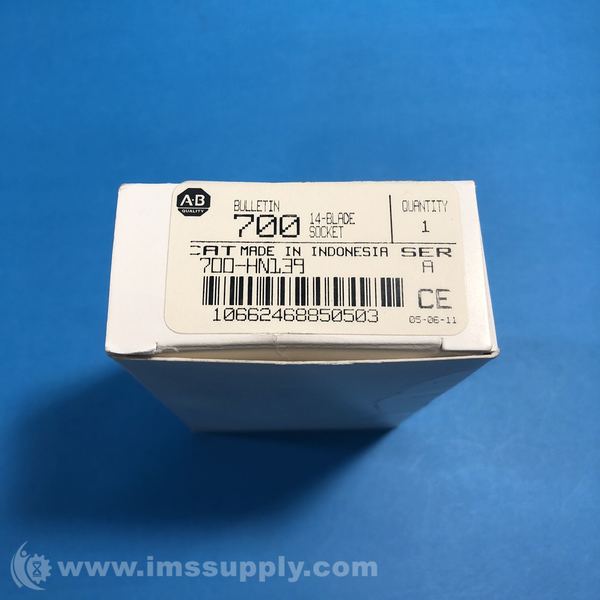 A-B
QUALITY
BULLETIN
700
14-BLADE
SOCKET
QUANTITY
1
CAT MADE IN INDONESIA SER
700-HN139
A
10662468850503
CE
05-06-11
www.imssupply.com